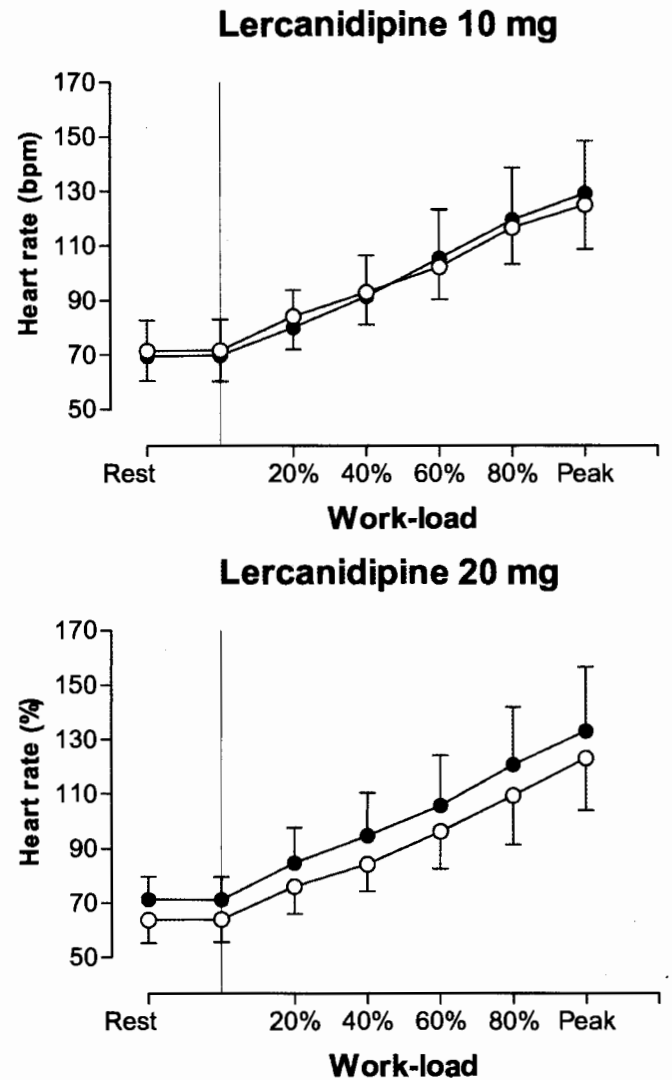 Lercanidipine 10 mg
Heart rate (bpm)
170
150
130
110
90
70
50
Rest 20% 40% 60% 80% Peak
Work-load
Lercanidipine 20 mg
Heart rate (%)
170
150
130
110
90
70
50
Rest 20% 40% 60% 80% Peak
Work-load